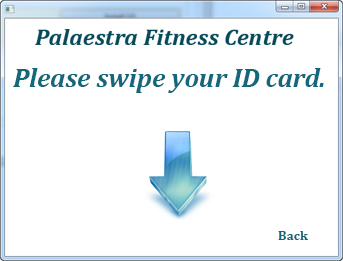 Palaestra Fitness Centre
Please swipe your ID card.
Back